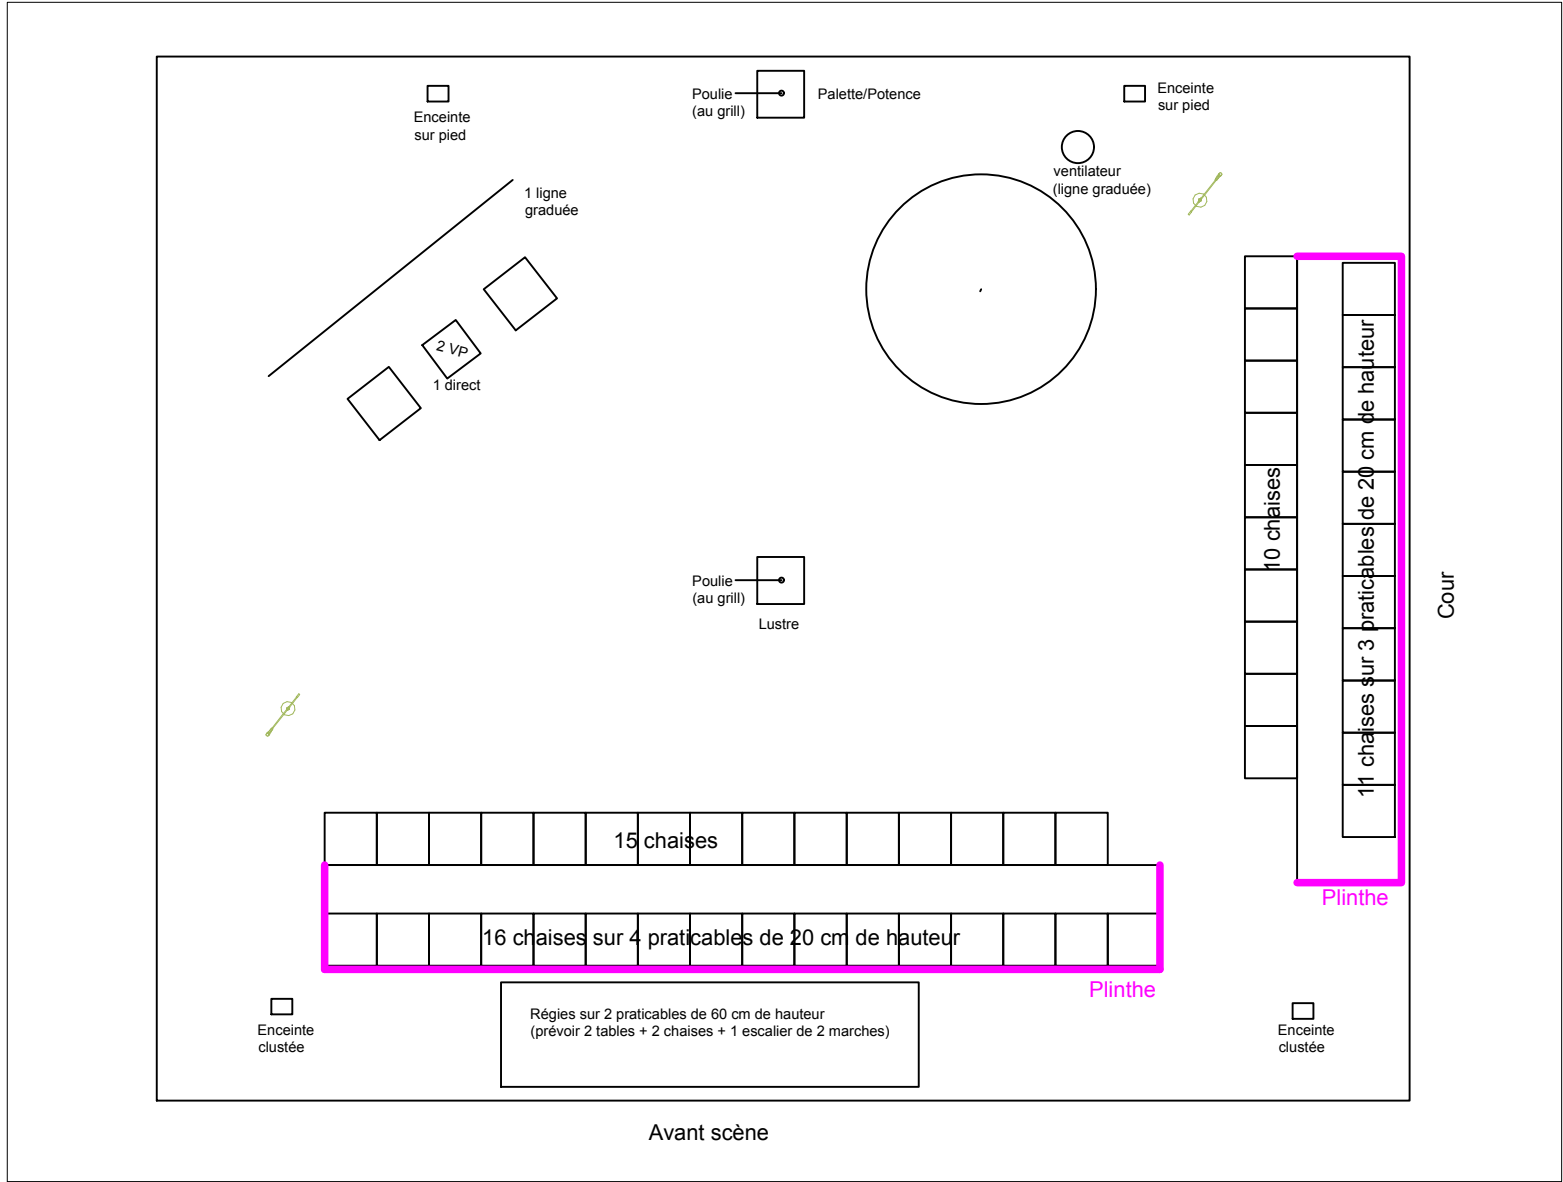 Enceinte
sur pied
Poulie
(au grill)
Palette/Potence
Enceinte
sur pied
ventilateur
(ligne graduée)
1 ligne
graduée
2 VP
1 direct
10 chaises
11 chaises sur 3 praticables de 20 cm de hauteur
Cour
Poulie
(au grill)
Lustre
15 chaises
16 chaises sur 4 praticables de 20 cm de hauteur
Plinthe
Plinthe
Régies sur 2 praticables de 60 cm de hauteur
(prévoir 2 tables + 2 chaises + 1 escalier de 2 marches)
Enceinte
clustée
Enceinte
clustée
Avant scène